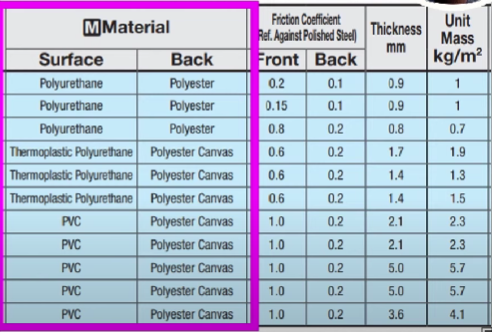 MMaterial Friction Coefficient Thickness Unit
Ref. Against Polished Steel) mm Mass
Surface Back Front Back kg/m²
Polyurethane Polyester 0.2 0.1 0.9 1
Polyurethane Polyester 0.15 0.1 0.9 1
Polyurethane Polyester 0.8 0.2 0.8 0.7
Thermoplastic Polyurethane Polyester Canvas 0.6 0.2 1.7 1.9
Thermoplastic Polyurethane Polyester Canvas 0.6 0.2 1.4 1.3
Thermoplastic Polyurethane Polyester Canvas 0.6 0.2 1.4 1.5
PVC Polyester Canvas 1.0 0.2 2.1 2.3
PVC Polyester Canvas 1.0 0.2 2.1 2.3
PVC Polyester Canvas 1.0 0.2 5.0 5.7
PVC Polyester Canvas 1.0 0.2 5.0 5.7
PVC Polyester Canvas 1.0 0.2 3.6 4.1